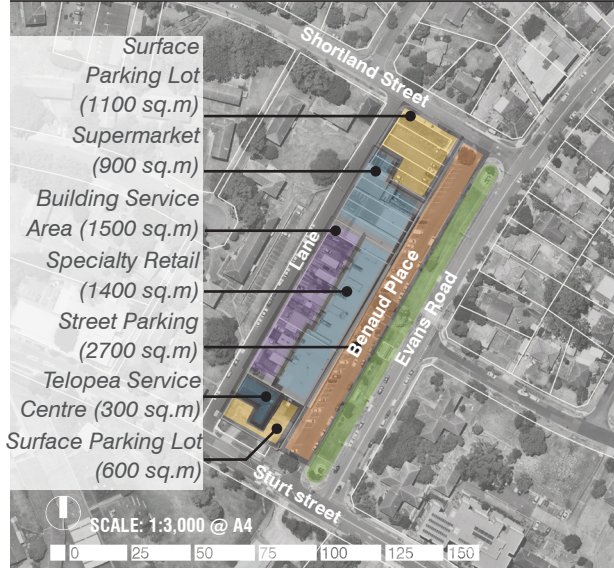 Surface
Parking Lot
(1100 sq.m)
Supermarket
(900 sq.m)
Building Service
Area (1500 sq.m)
Specialty Retail
(1400 sq.m)
Street Parking
(2700 sq.m)
Telopea Service
Centre (300 sq.m)
Surface Parking Lot
(600 sq.m)
Shortland Street
Lane
Benaud Place
Evans Road
Sturt street
SCALE: 1:3,000 @ A4
0 25 50 75 100 125 150